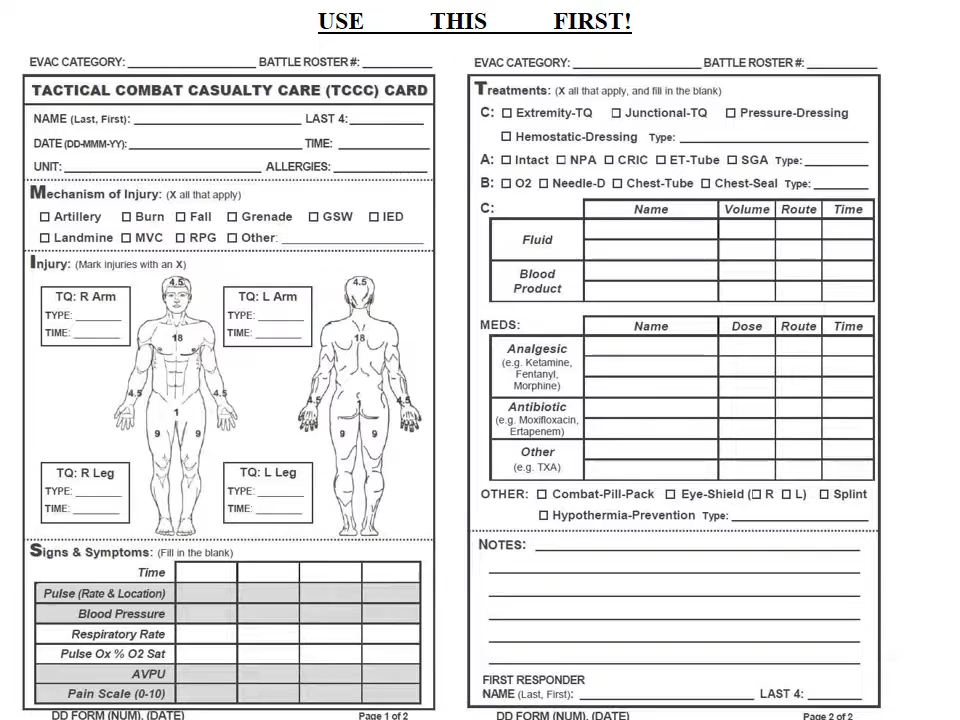 USE THIS FIRST!
EVAC CATEGORY: BATTLE ROSTER #:
TACTICAL COMBAT CASUALTY CARE (TCCC) CARD
NAME (Last, First): LAST 4:
DATE (DD-MMM-YY): TIME:
UNIT: ALLERGIES:
Mechanism of Injury: (X all that apply)
Artillery Burn Fall Grenade GSW IED
Landmine MVC RPG Other:
Injury: (Mark injuries with an X)
4.5 4.5
TQ: R Arm TQ: L Arm
TYPE: TYPE:
TIME: TIME:
18 18
4.5 4.5 4.5 4.5
1 1
9 9 9 9
TQ: R Leg TQ: L Leg
TYPE: TYPE:
TIME: TIME:
Signs & Symptoms: (Fill in the blank)
Time
Pulse (Rate & Location)
Blood Pressure
Respiratory Rate
Pulse Ox % O2 Sat
AVPU
Pain Scale (0-10)
DD FORM (NUM), (DATE) Page 1 of 2
EVAC CATEGORY: BATTLE ROSTER #:
Treatments: (X all that apply, and fill in the blank)
C: Extremity-TQ Junctional-TQ Pressure-Dressing
Hemostatic-Dressing Type:
A: Intact NPA CRIC ET-Tube SGA Type:
B: O2 Needle-D Chest-Tube Chest-Seal Type:
C: Name Volume Route Time
Fluid
Blood
Product
MEDS: Name Dose Route Time
Analgesic
(e.g. Ketamine,
Fentanyl,
Morphine)
Antibiotic
(e.g. Moxifloxacin,
Ertapenem)
Other
(e.g. TXA)
OTHER: Combat-Pill-Pack Eye-Shield ( R L) Splint
Hypothermia-Prevention Type:
NOTES:
FIRST RESPONDER
NAME (Last, First): LAST 4:
DD FORM (NUM), (DATE) Page 2 of 2